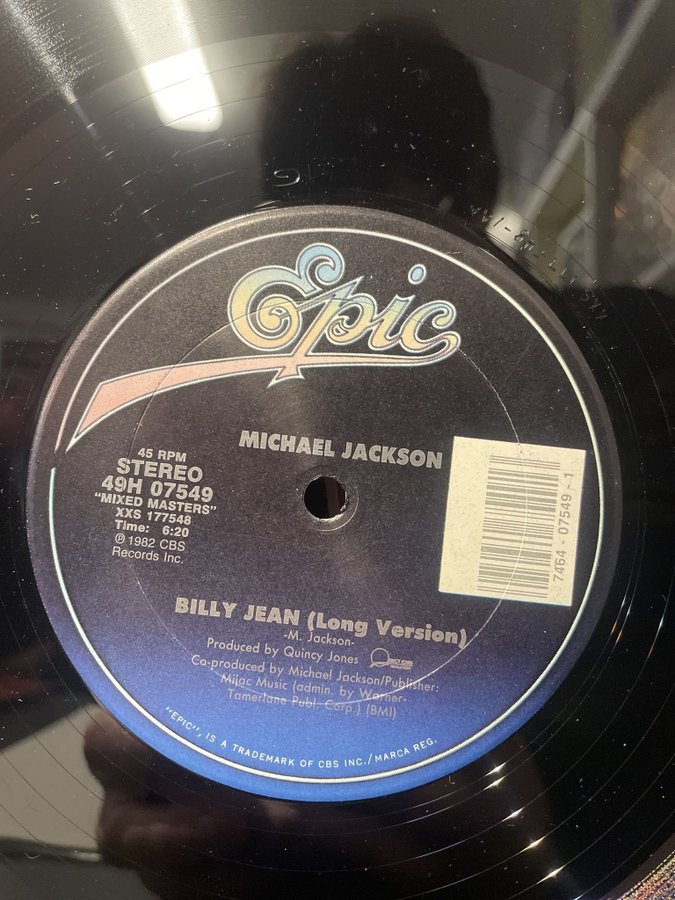 Epic
MICHAEL JACKSON
45 RPM
STEREO
49H 07549
"MIXED MASTERS"
XXS 177548
Time: 6:20
℗ 1982 CBS
Records Inc.
7464-07549-1
BILLY JEAN (Long Version)
-M. Jackson-
Produced by Quincy Jones
Co-produced by Michael Jackson/Publisher:
Mijac Music (admin. by Warner-
Tamerlane Publ. Corp.) (BMI)
"EPIC", IS A TRADEMARK OF CBS INC./MARCA REG.